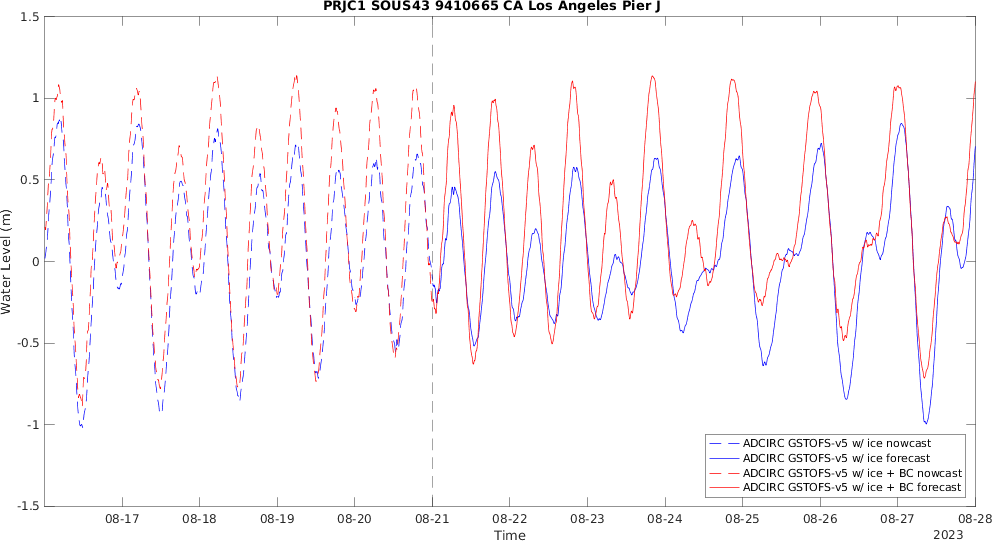 PRJC1 SOUS43 9410665 CA Los Angeles Pier J
1.5
1
0.5
0
-0.5
-1
-1.5
Water Level (m)
ADCIRC GSTOFS-v5 w/ ice nowcast
ADCIRC GSTOFS-v5 w/ ice forecast
ADCIRC GSTOFS-v5 w/ ice + BC nowcast
ADCIRC GSTOFS-v5 w/ ice + BC forecast
08-17 08-18 08-19 08-20 08-21 08-22 08-23 08-24 08-25 08-26 08-27 08-28
Time
2023